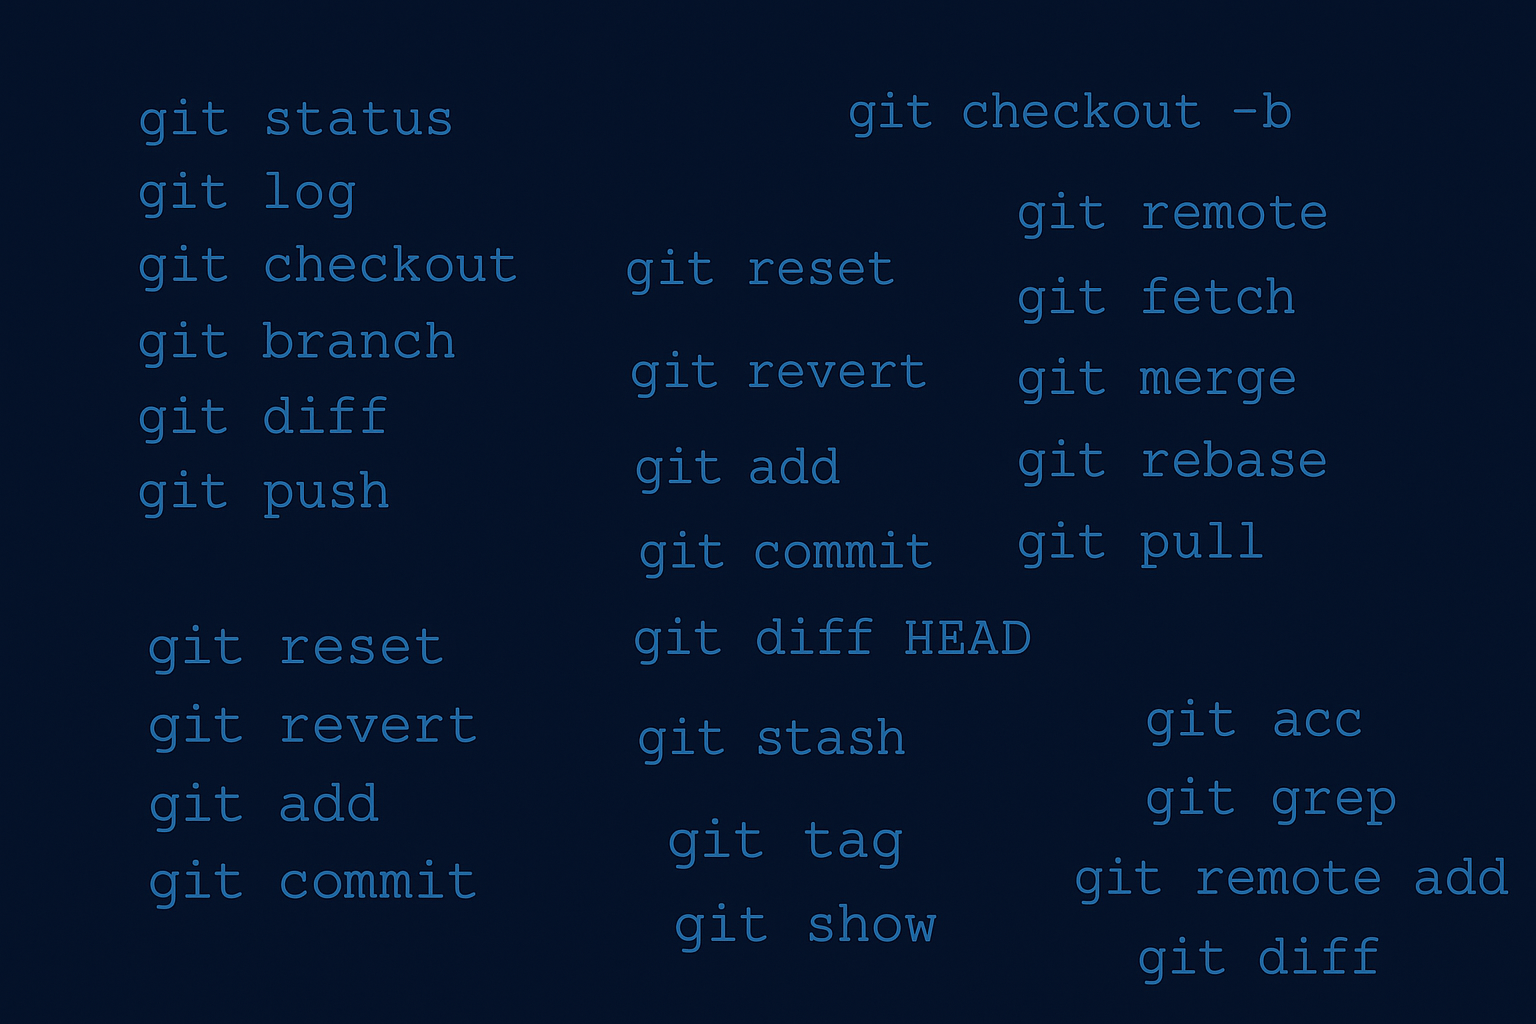 git status
git log
git checkout
git branch
git diff
git push
git reset
git revert
git add
git commit
git reset
git revert
git add
git commit
git diff HEAD
git stash
git tag
git show
git checkout -b
git remote
git fetch
git merge
git rebase
git pull
git acc
git grep
git remote add
git diff